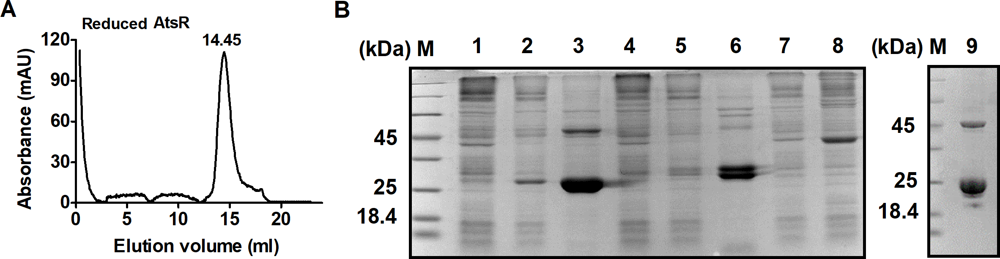 A
Reduced AtsR
14.45
Absorbance (mAU)
120
90
60
30
0
0 5 10 15 20
Elution volume (ml)
B
(kDa) M 1 2 3 4 5 6 7 8
45
25
18.4
(kDa) M 9
45
25
18.4